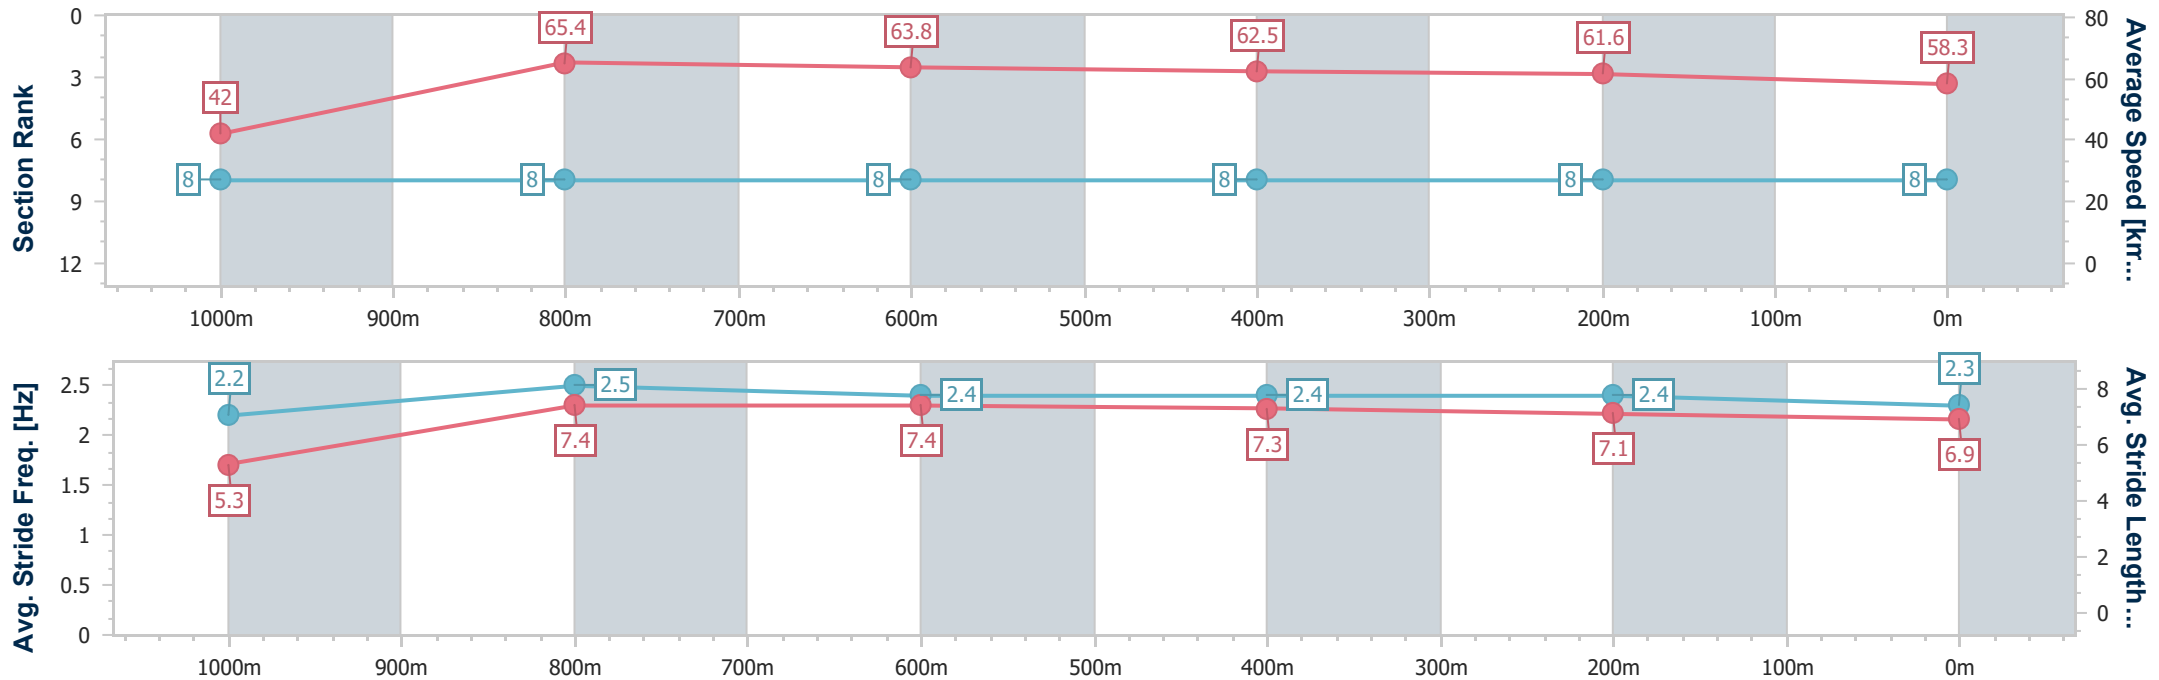 Section Rank
0
3
6
9
12
42
65.4
63.8
62.5
61.6
58.3
8
8
8
8
8
8
80
60
40
20
0
Average Speed [km...
1000m
900m
800m
700m
600m
500m
400m
300m
200m
100m
0m
Avg. Stride Freq. [Hz]
2.5
2
1.5
1
0.5
0
2.2
2.5
2.4
2.4
2.4
2.3
5.3
7.4
7.4
7.3
7.1
6.9
8
6
4
2
0
Avg. Stride Length ...
1000m
900m
800m
700m
600m
500m
400m
300m
200m
100m
0m